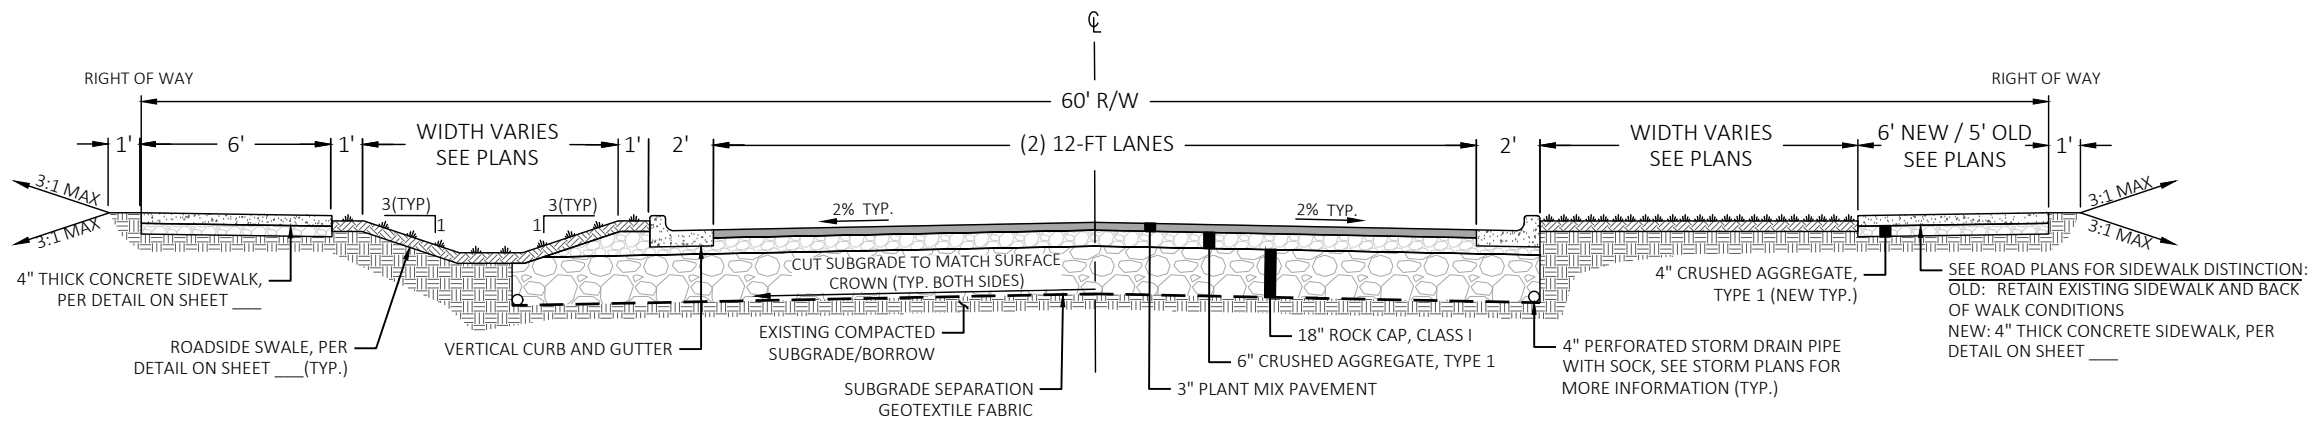 ℄
RIGHT OF WAY
RIGHT OF WAY
60' R/W
1'
6'
1'
WIDTH VARIES
SEE PLANS
1'
2'
(2) 12-FT LANES
2'
WIDTH VARIES
SEE PLANS
6' NEW / 5' OLD
SEE PLANS
1'
3:1 MAX
3:1 MAX
3(TYP)
1
3(TYP)
1
2% TYP.
2% TYP.
3:1 MAX
3:1 MAX
CUT SUBGRADE TO MATCH SURFACE
CROWN (TYP. BOTH SIDES)
4" THICK CONCRETE SIDEWALK,
PER DETAIL ON SHEET ___
ROADSIDE SWALE, PER
DETAIL ON SHEET ___(TYP.)
VERTICAL CURB AND GUTTER
EXISTING COMPACTED
SUBGRADE/BORROW
SUBGRADE SEPARATION
GEOTEXTILE FABRIC
18" ROCK CAP, CLASS I
6" CRUSHED AGGREGATE, TYPE 1
3" PLANT MIX PAVEMENT
4" PERFORATED STORM DRAIN PIPE
WITH SOCK, SEE STORM PLANS FOR
MORE INFORMATION (TYP.)
4" CRUSHED AGGREGATE,
TYPE 1 (NEW TYP.)
SEE ROAD PLANS FOR SIDEWALK DISTINCTION:
OLD: RETAIN EXISTING SIDEWALK AND BACK
OF WALK CONDITIONS
NEW: 4" THICK CONCRETE SIDEWALK, PER
DETAIL ON SHEET ___